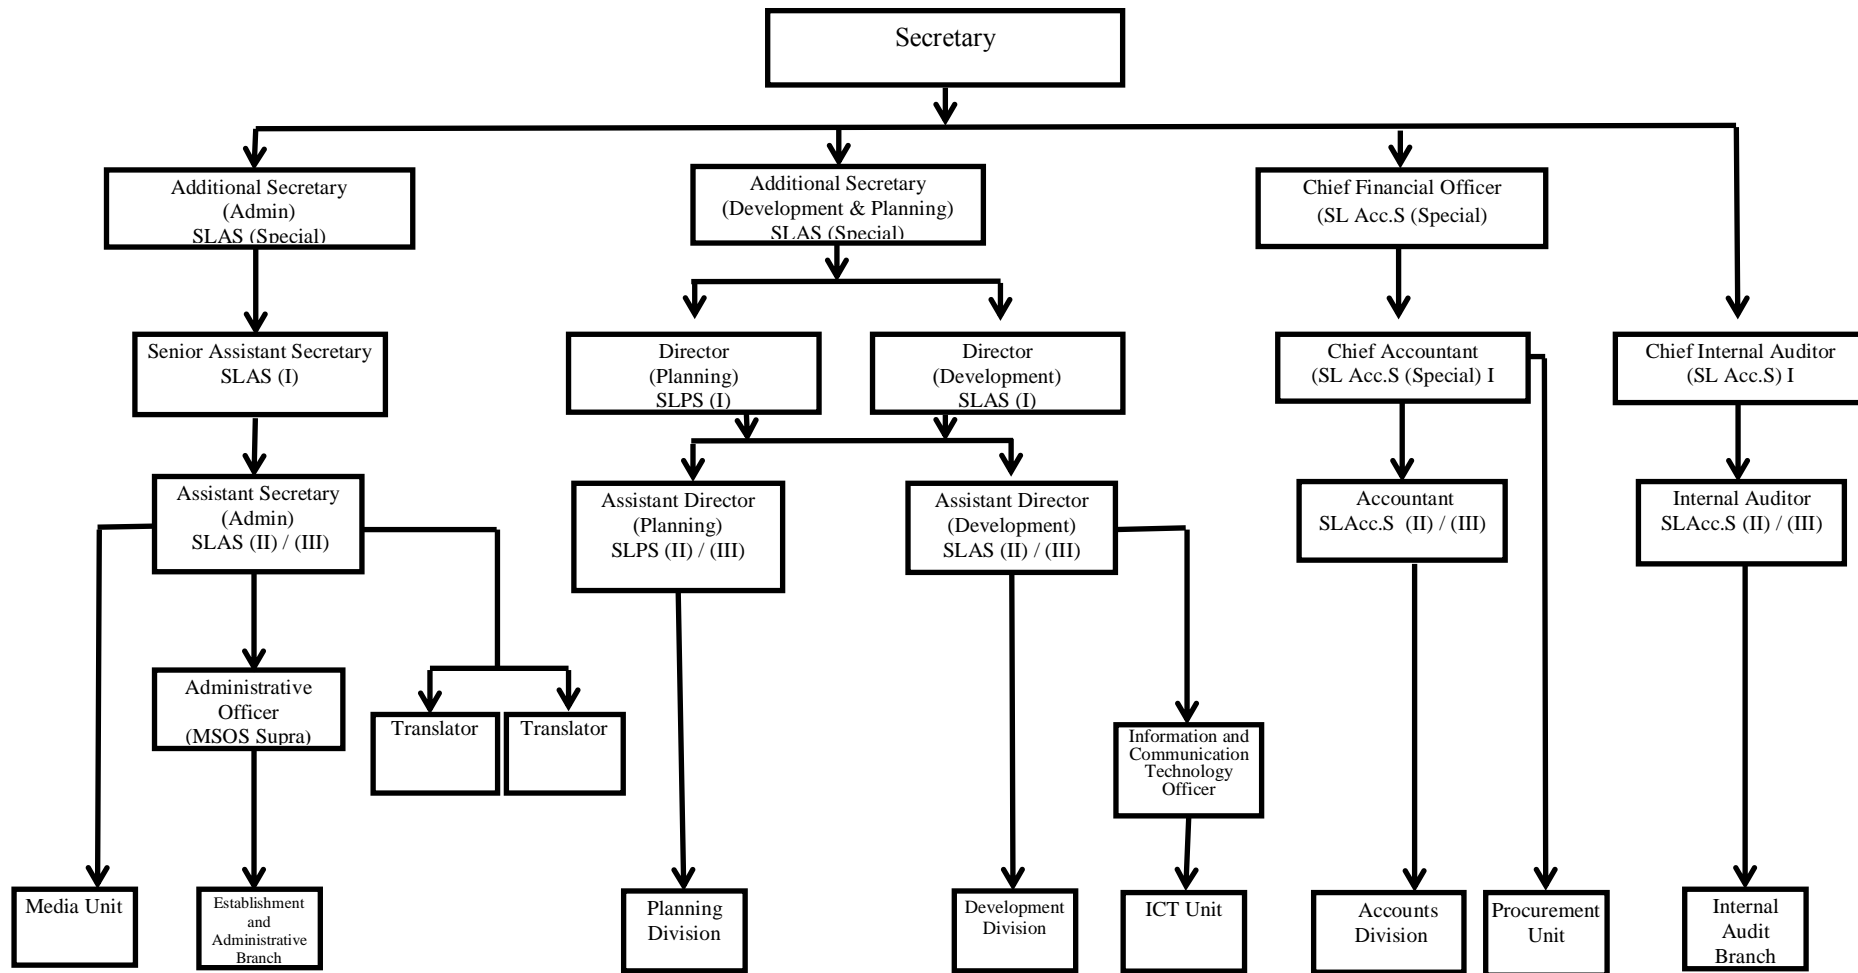 Secretary
Additional Secretary
(Admin)
SLAS (Special)
Additional Secretary
(Development & Planning)
SLAS (Special)
Chief Financial Officer
(SL Acc.S (Special)
Senior Assistant Secretary
SLAS (I)
Director
(Planning)
SLPS (I)
Director
(Development)
SLAS (I)
Chief Accountant
(SL Acc.S (Special) I
Chief Internal Auditor
(SL Acc.S) I
Assistant Secretary
(Admin)
SLAS (II) / (III)
Assistant Director
(Planning)
SLPS (II) / (III)
Assistant Director
(Development)
SLAS (II) / (III)
Accountant
SLAcc.S (II) / (III)
Internal Auditor
SLAcc.S (II) / (III)
Administrative
Officer
(MSOS Supra)
Translator
Translator
Information and
Communication
Technology
Officer
Media Unit
Establishment
and
Administrative
Branch
Planning
Division
Development
Division
ICT Unit
Accounts
Division
Procurement
Unit
Internal
Audit
Branch